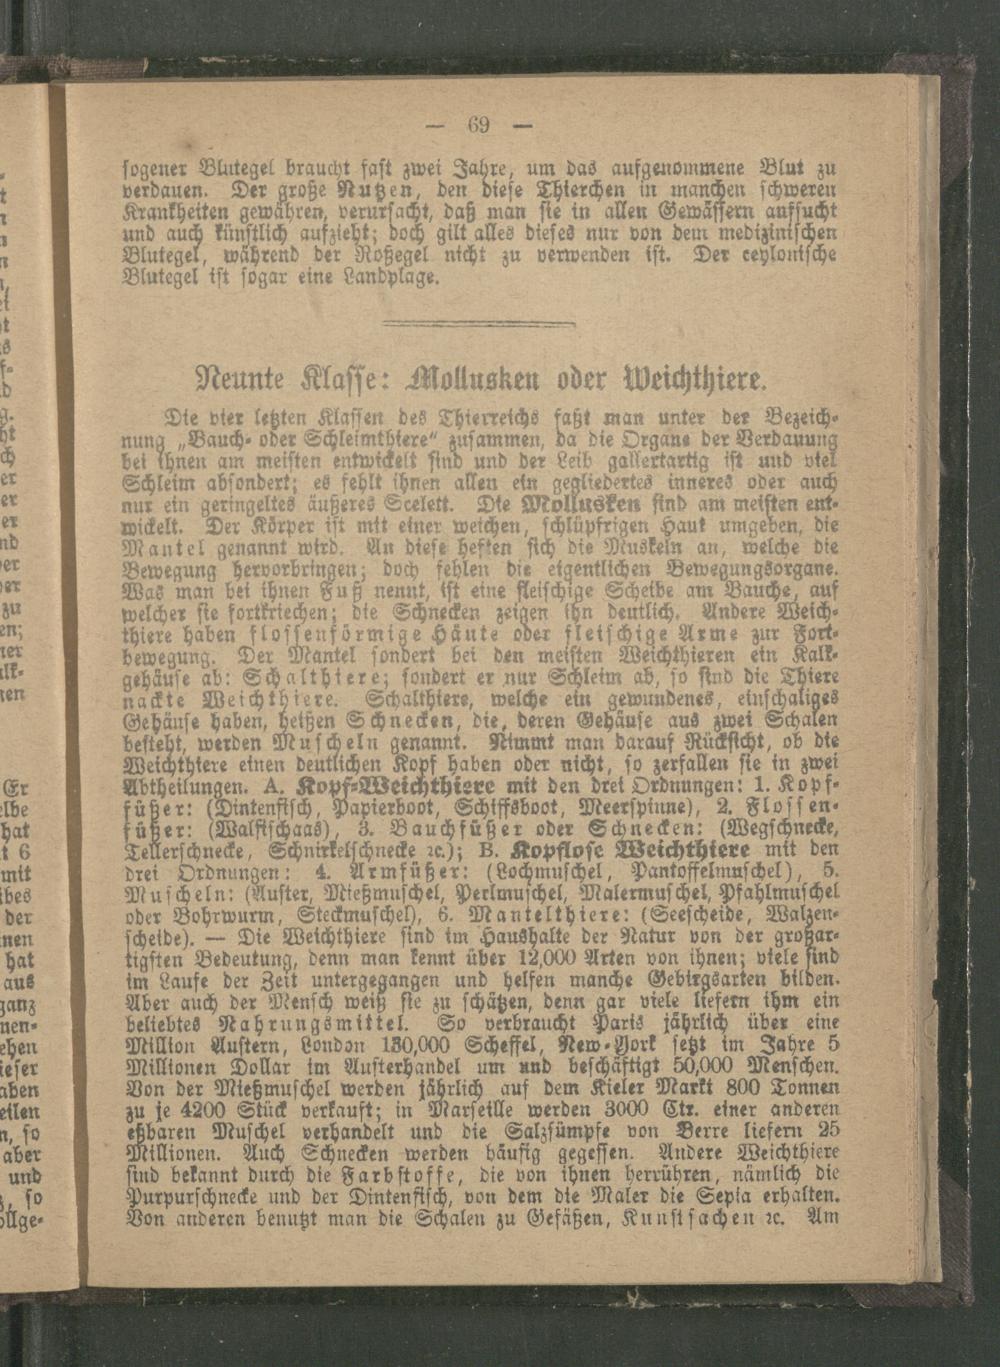 — 69 —
sogener Blutegel braucht fast zwei Jahre, um das aufgenommene Blut zu
verdauen. Der große Nutzen, den diese Thierchen in manchen schweren
Krankheiten gewähren, verursacht, daß man sie in allen Gewässern aufsucht
und auch künstlich aufzieht; doch gilt alles dieses nur von dem medizinischen
Blutegel, während der Roßegel nicht zu verwenden ist. Der ceylonische
Blutegel ist sogar eine Landplage.
Neunte Klasse: Mollusken oder Weichthiere.
Die vier letzten Klassen des Thierreichs faßt man unter der Bezeich-
nung „Bauch- oder Schleimthiere“ zusammen, da die Organe der Verdauung
bei ihnen am meisten entwickelt sind und der Leib gallertartig ist und viel
Schleim absondert; es fehlt ihnen allen ein gegliedertes inneres oder auch
nur ein geringeltes äußeres Scelett. Die Mollusken sind am meisten ent-
wickelt. Der Körper ist mit einer weichen, schlüpfrigen Haut umgeben, die
Mantel genannt wird. An diese heften sich die Muskeln an, welche die
Bewegung hervorbringen; doch fehlen die eigentlichen Bewegungsorgane.
Was man bei ihnen Fuß nennt, ist eine fleischige Scheibe am Bauche, auf
welcher sie fortkriechen; die Schnecken zeigen ihn deutlich. Andere Weich-
thiere haben flossenförmige Häute oder fleischige Arme zur Fort-
bewegung. Der Mantel sondert bei den meisten Weichthieren ein Kalk-
gehäuse ab: Schalthiere; sondert er nur Schleim ab, so sind die Thiere
nackte Weichthiere. Schalthiere, welche ein gewundenes, einschaliges
Gehäuse haben, heißen Schnecken, die, deren Gehäuse aus zwei Schalen
besteht, werden Muscheln genannt. Nimmt man darauf Rücksicht, ob die
Weichthiere einen deutlichen Kopf haben oder nicht, so zerfallen sie in zwei
Abtheilungen. A. Kopf-Weichthiere mit den drei Ordnungen: 1. Kopf-
füßer: (Dintenfisch, Papierboot, Schiffsboot, Meerspinne), 2. Flossen-
füßer: (Walfischaas), 3. Bauchfüßer oder Schnecken: (Wegschnecke,
Tellerschnecke, Schnirkelschnecke ꝛc.); B. Kopflose Weichthiere mit den
drei Ordnungen: 4. Armfüßer: (Lochmuschel, Pantoffelmuschel), 5.
Muscheln: (Auster, Mießmuschel, Perlmuschel, Malermuschel, Pfahlmuschel
oder Bohrwurm, Steckmuschel), 6. Mantelthiere: (Seescheide, Walzen-
scheide). — Die Weichthiere sind im Haushalte der Natur von der großar-
tigsten Bedeutung, denn man kennt über 12,000 Arten von ihnen; viele sind
im Laufe der Zeit untergegangen und helfen manche Gebirgsarten bilden.
Aber auch der Mensch weiß sie zu schätzen, denn gar viele liefern ihm ein
beliebtes Nahrungsmittel. So verbraucht Paris jährlich über eine
Million Austern, London 130,000 Scheffel, New-York setzt im Jahre 5
Millionen Dollar im Austerhandel um und beschäftigt 50,000 Menschen.
Von der Mießmuschel werden jährlich auf dem Kieler Markt 800 Tonnen
zu je 4200 Stück verkauft; in Marseille werden 3000 Ctr. einer anderen
eßbaren Muschel verhandelt und die Salzsümpfe von Berre liefern 25
Millionen. Auch Schnecken werden häufig gegessen. Andere Weichthiere
sind bekannt durch die Farbstoffe, die von ihnen herrühren, nämlich die
Purpurschnecke und der Dintenfisch, von dem die Maler die Sepia erhalten.
Von anderen benutzt man die Schalen zu Gefäßen, Kunstsachen ꝛc. Am